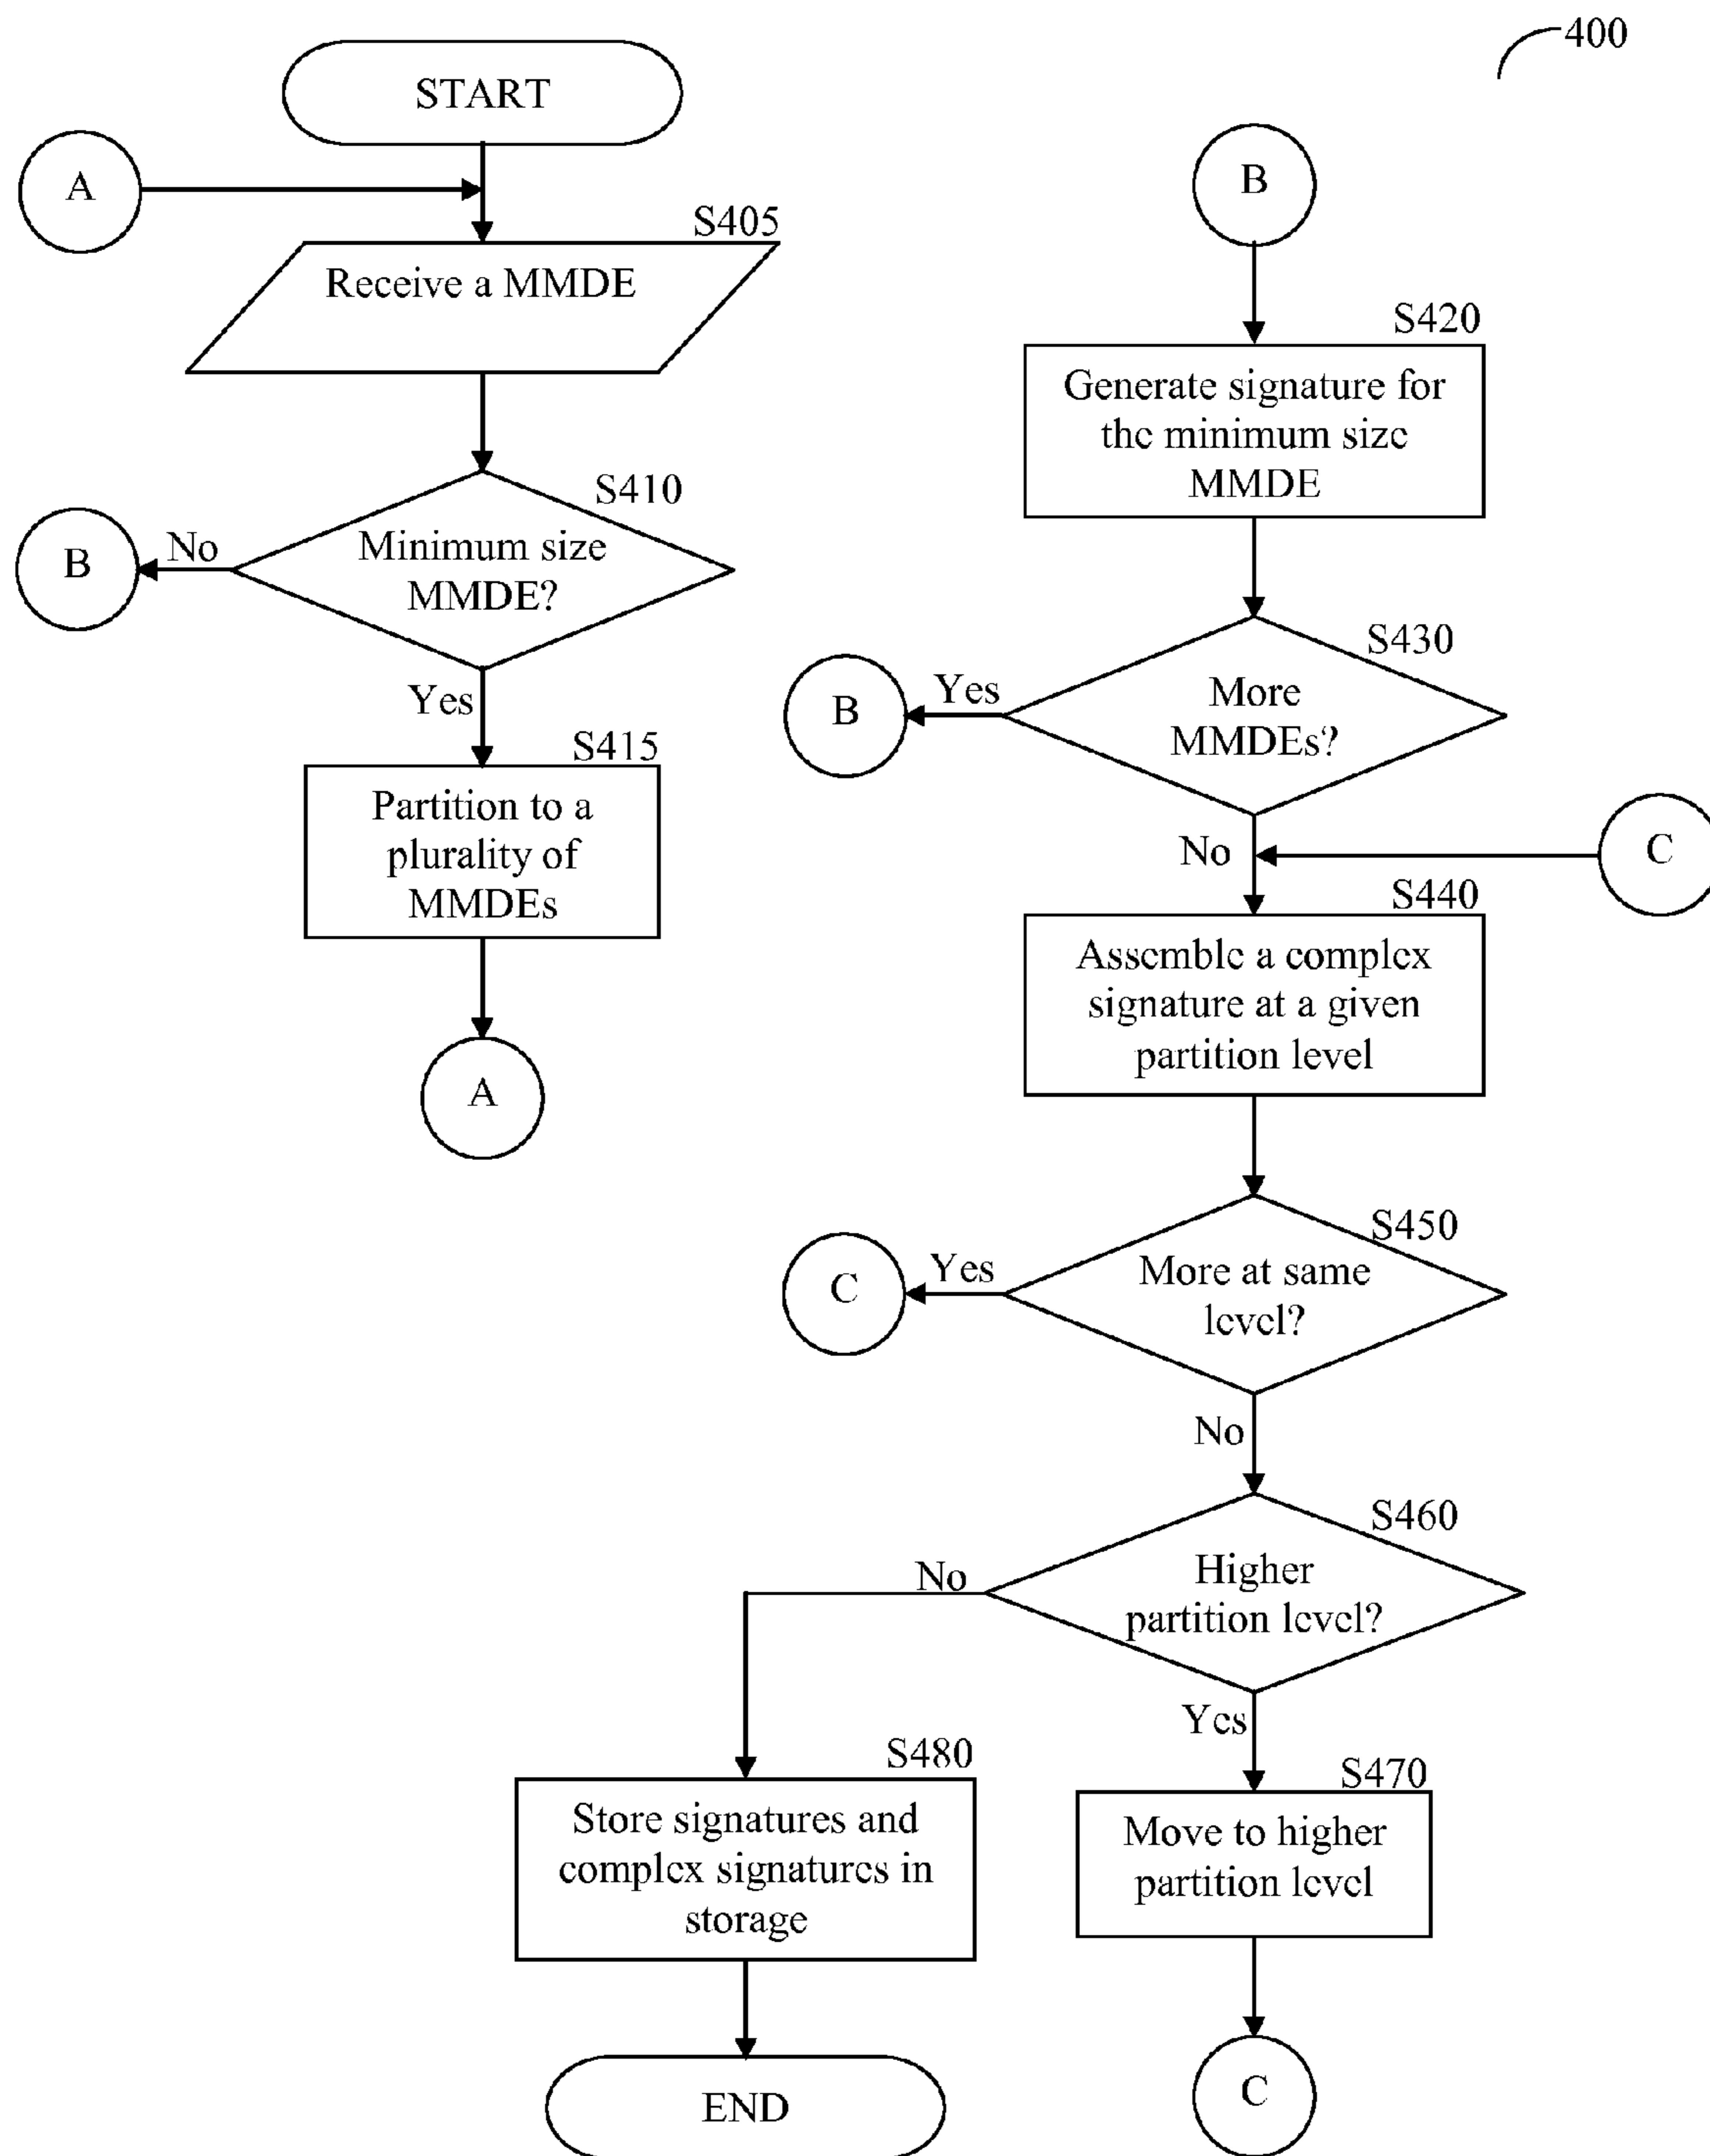 400
START
A
S405
Receive a MMDE
S410
Minimum size
MMDE?
No
B
Yes
S415
Partition to a
plurality of
MMDEs
A
B
S420
Generate signature for
the minimum size
MMDE
S430
More
MMDEs?
Yes
B
No
C
S440
Assemble a complex
signature at a given
partition level
S450
More at same
level?
Yes
C
No
S460
Higher
partition level?
No
Yes
S480
Store signatures and
complex signatures in
storage
END
S470
Move to higher
partition level
C